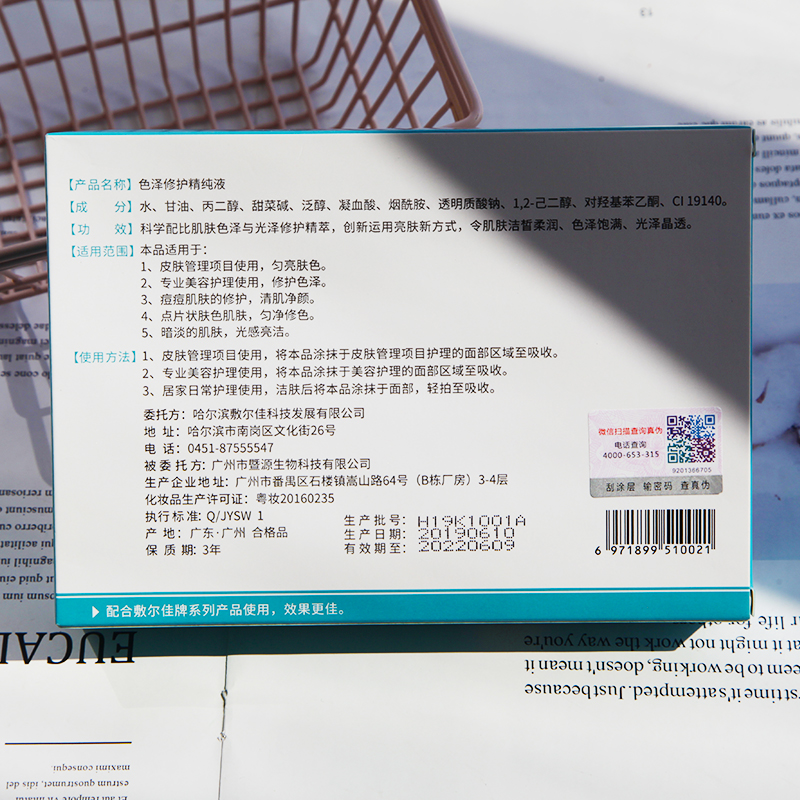 【产品名称】色泽修护精纯液
【成　分】水、甘油、丙二醇、甜菜碱、泛醇、凝血酸、烟酰胺、透明质酸钠、1,2-己二醇、对羟基苯乙酮、CI 19140。
【功　效】科学配比肌肤色泽与光泽修护精萃，创新运用亮肤新方式，令肌肤洁皙柔润、色泽饱满、光泽晶透。
【适用范围】本品适用于：
1、皮肤管理项目使用，匀亮肤色。
2、专业美容护理使用，修护色泽。
3、痘痘肌肤的修护，清肌净颜。
4、点片状肤色肌肤，匀净修色。
5、暗淡的肌肤，光感亮洁。
【使用方法】1、皮肤管理项目使用，将本品涂抹于皮肤管理项目护理的面部区域至吸收。
2、专业美容护理使用，将本品涂抹于美容护理的面部区域至吸收。
3、居家日常护理使用，洁肤后将本品涂抹于面部，轻拍至吸收。
委托方：哈尔滨敷尔佳科技发展有限公司
地 址：哈尔滨市南岗区文化街26号
电 话：0451-87555547
被委托方：广州市暨源生物科技有限公司
生产企业地址：广州市番禺区石楼镇嵩山路64号（B栋厂房）3-4层
化妆品生产许可证：粤妆20160235
执行标准：Q/JYSW 1
产 地：广东·广州 合格品
保 质 期：3年
生产批号：H19K1001A
生产日期：20190610
有效期至：20220609
微信扫描查询真伪
电话查询
4000-653-315
9201386705
刮涂层 输密码 查真伪
6 971899 510021
配合敷尔佳牌系列产品使用，效果更佳。
EUCAL
at it might not work the way you're
seem to be working, doesn't mean it
rst time it's attempted. Just because
maximi consecu
estrum quostrumet, idis del